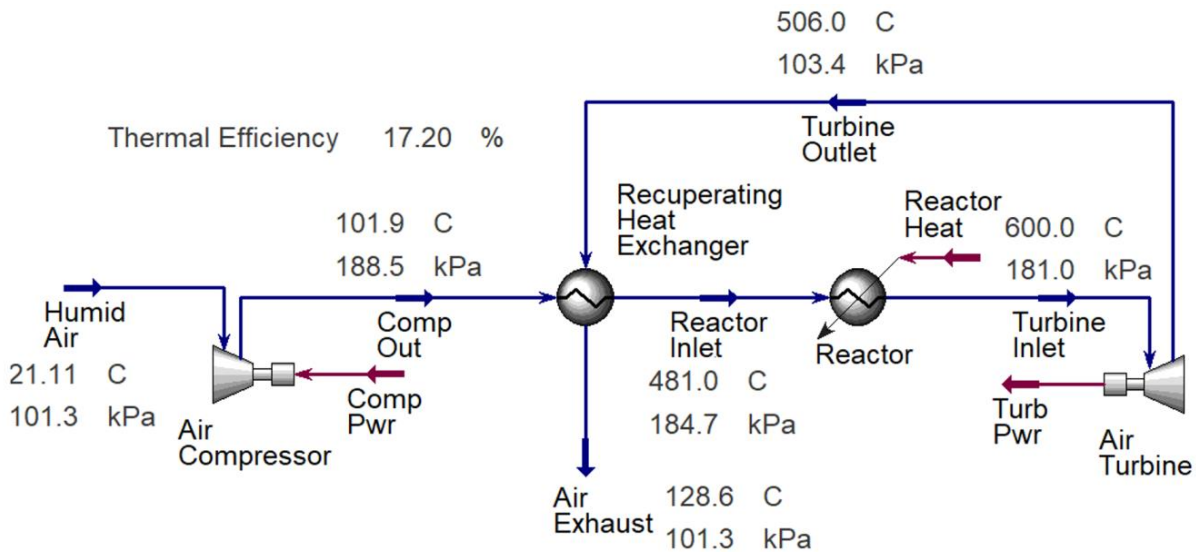 506.0 C
103.4 kPa
Turbine
Outlet
Thermal Efficiency 17.20 %
Recuperating
Heat
Exchanger
Reactor
Heat
600.0 C
181.0 kPa
101.9 C
188.5 kPa
Humid
Air
21.11 C
101.3 kPa
Comp
Out
Reactor
Inlet
481.0 C
184.7 kPa
Reactor
Turbine
Inlet
Comp
Pwr
Air
Compressor
Turb
Pwr
Air
Turbine
Air
Exhaust
128.6 C
101.3 kPa